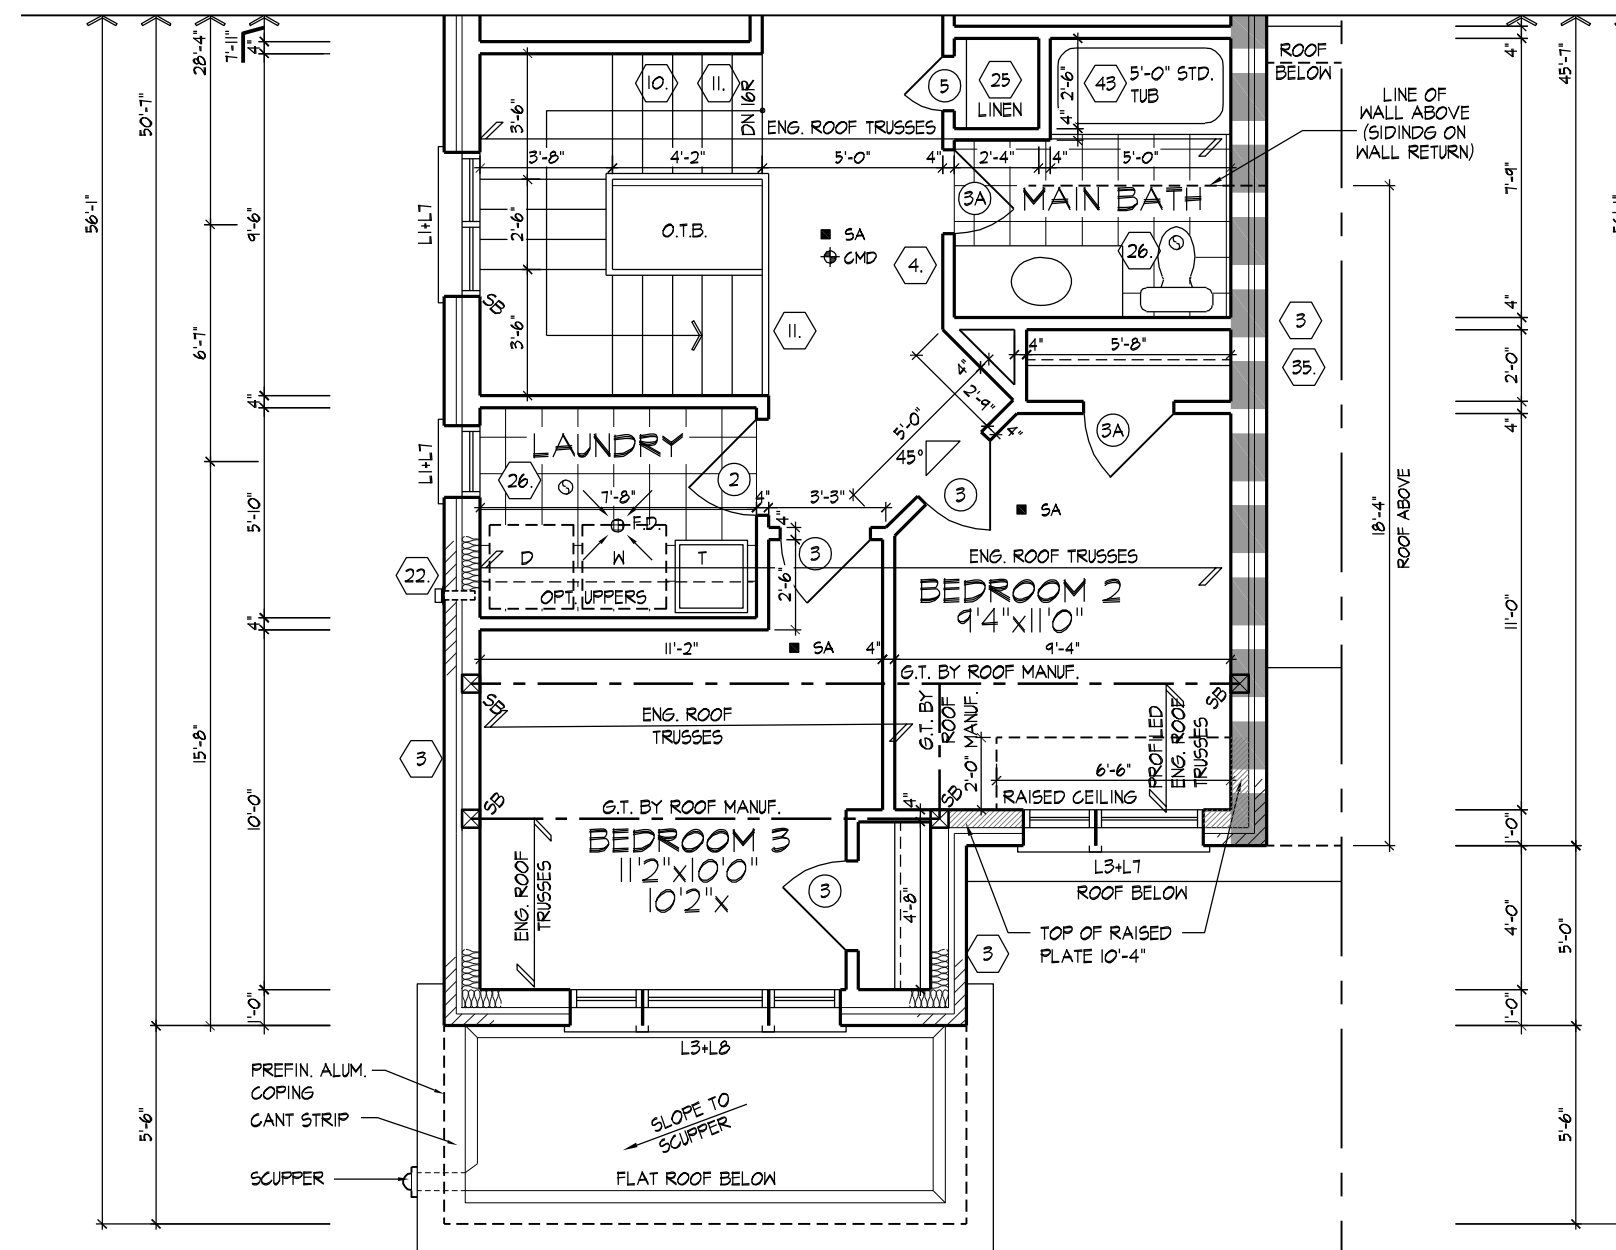 28'-4"
7'-11"
4"
50'-7"
56'-1"
9'-6"
6'-7"
4"
5'-10"
4"
15'-8"
10'-0"
1'-0"
5'-6"
L1+L7
L1+L7
22.
3
3'-6"
10.
11.
DN 16R
ENG. ROOF TRUSSES
3'-8"
4'-2"
5'-0"
4"
2'-4"
4"
5'-0"
2'-6"
O.T.B.
SA
CMD
4.
SB
3'-6"
11.
5
25
LINEN
2'-6"
4"
43
5'-0" STD.
TUB
3A
MAIN BATH
26.
ROOF
BELOW
LINE OF
WALL ABOVE
(SIDINDG ON
WALL RETURN)
3
35.
4"
5'-8"
4"
2'-9"
4"
5'-0"
45°
3A
LAUNDRY
26.
2
7'-8"
4"
3'-3"
F.D.
4"
D
W
T
OPT. UPPERS
3
2'-6"
3
SA
ENG. ROOF TRUSSES
BEDROOM 2
9'4"x11'0"
11'-2"
SA
4"
9'-4"
G.T. BY ROOF MANUF.
SB
SB
ENG. ROOF
TRUSSES
G.T. BY
ROOF
MANUF.
2'-0"
PROFILED
ENG. ROOF
TRUSSES
6'-6"
RAISED CEILING
SB
4"
SB
G.T. BY ROOF MANUF.
BEDROOM 3
11'2"x10'0"
10'2"x
ENG. ROOF
TRUSSES
3
4'-8"
3
L3+L7
ROOF BELOW
TOP OF RAISED
PLATE 10'-4"
L3+L8
PREFIN. ALUM.
COPING
CANT STRIP
SCUPPER
SLOPE TO
SCUPPER
FLAT ROOF BELOW
18'-4"
ROOF ABOVE
4"
7'-9"
4"
2'-0"
4"
11'-0"
1'-0"
4'-0"
1'-0"
45'-7"
5'-0"
5'-6"